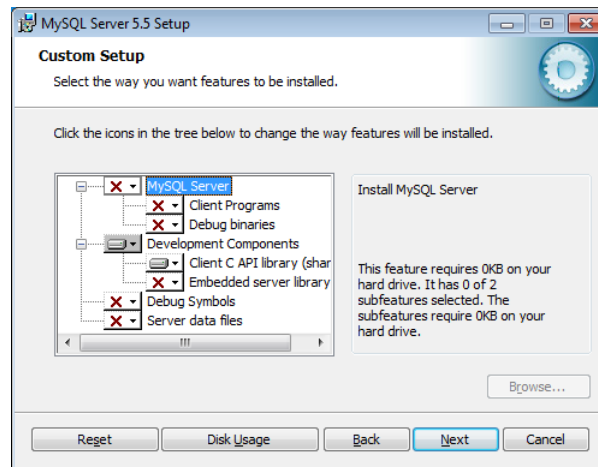 MySQL Server 5.5 Setup
Custom Setup
Select the way you want features to be installed.
Click the icons in the tree below to change the way features will be installed.
MySQL Server
Client Programs
Debug binaries
Development Components
Client C API library (shar
Embedded server library
Debug Symbols
Server data files
Install MySQL Server
This feature requires 0KB on your
hard drive. It has 0 of 2
subfeatures selected. The
subfeatures require 0KB on your
hard drive.
Browse...
Reset
Disk Usage
Back
Next
Cancel